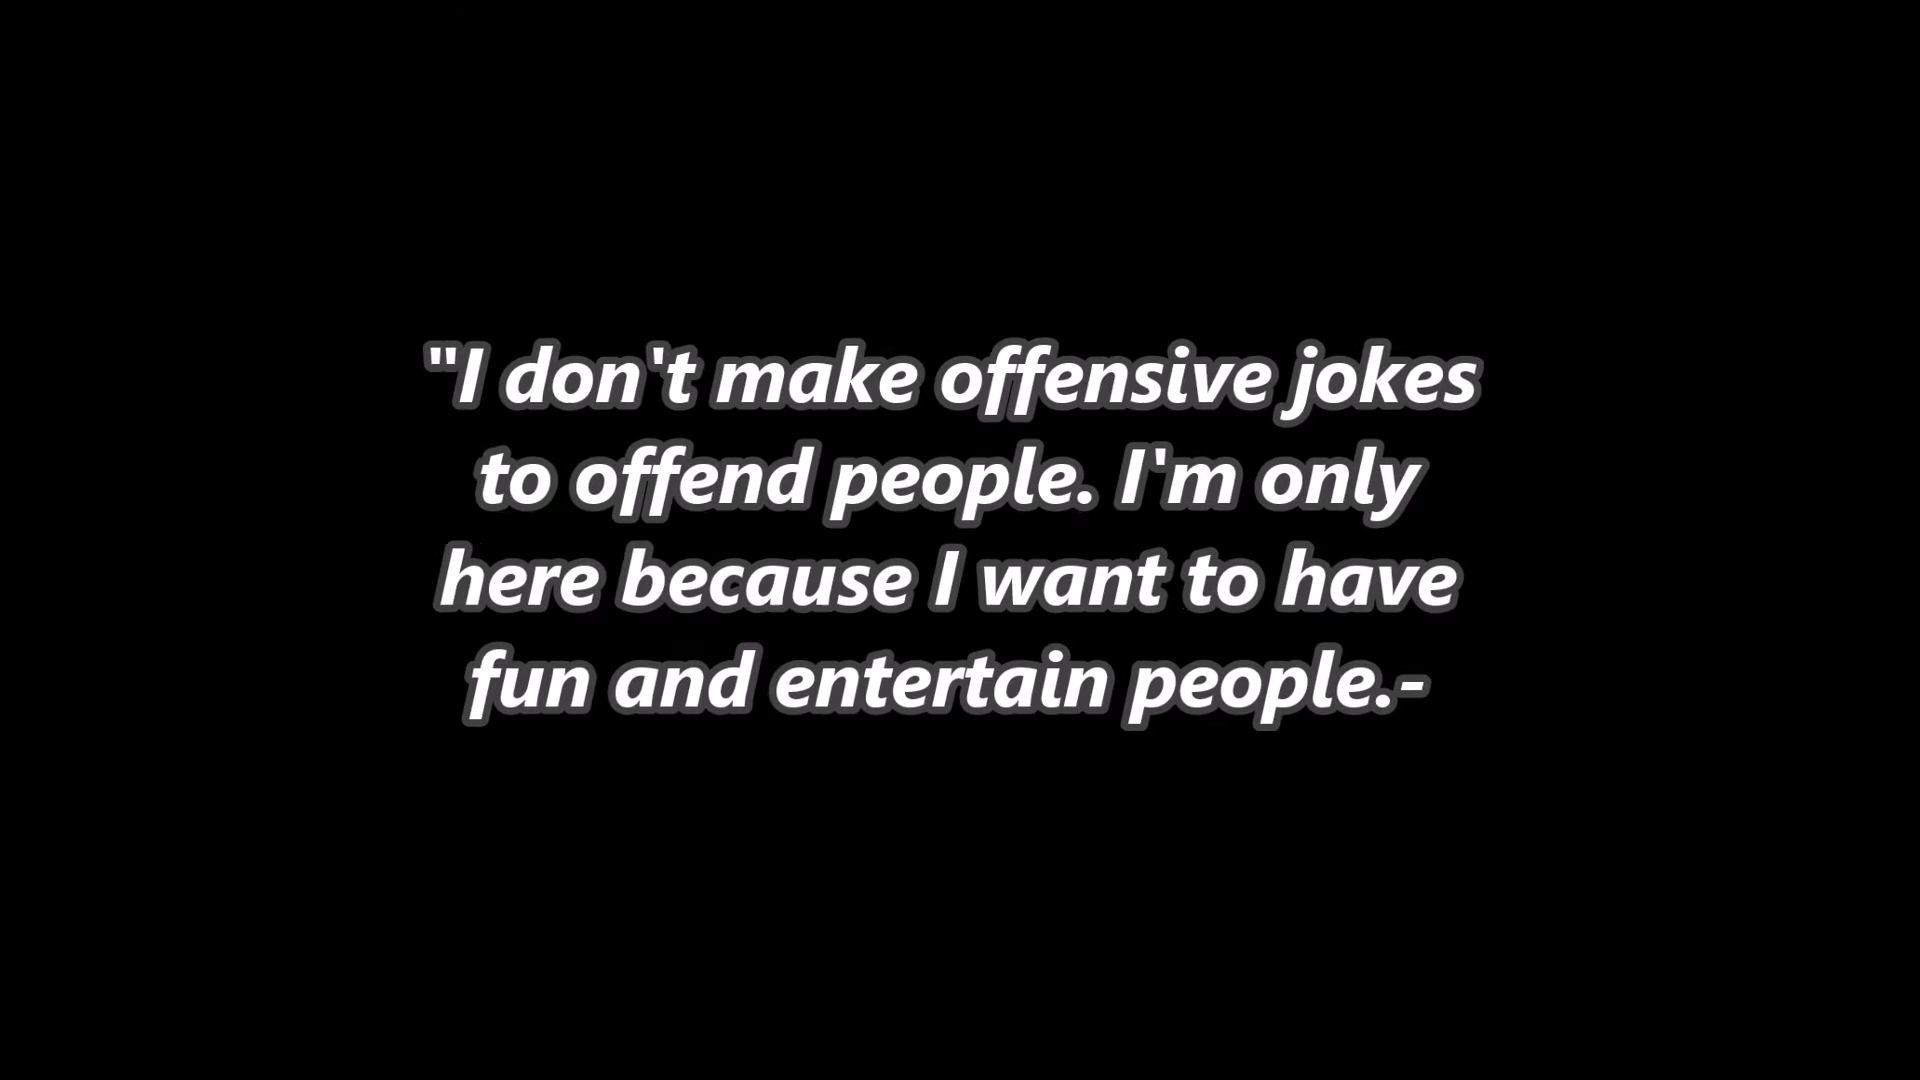 "I don't make offensive jokes
to offend people. I'm only
here because I want to have
fun and entertain people.-